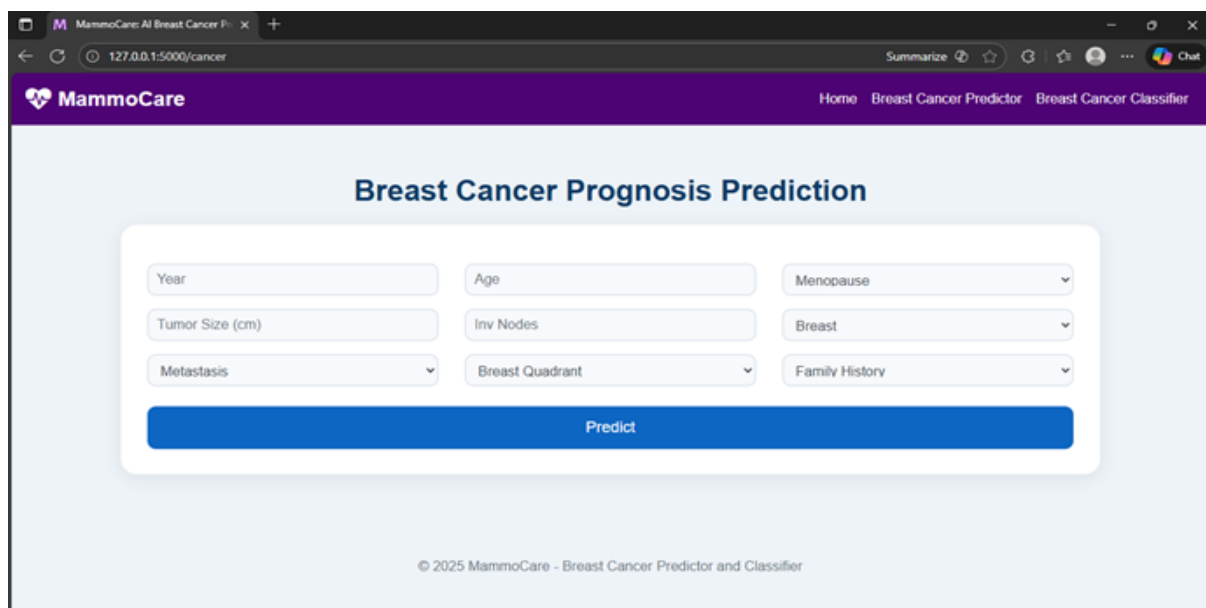 M MammoCare: AI Breast Cancer Pr
127.0.0.1:5000/cancer
Summarize
Chat
MammoCare
Home Breast Cancer Predictor Breast Cancer Classifier
Breast Cancer Prognosis Prediction
Year Age Menopause
Tumor Size (cm) Inv Nodes Breast
Metastasis Breast Quadrant Family History
Predict
© 2025 MammoCare - Breast Cancer Predictor and Classifier